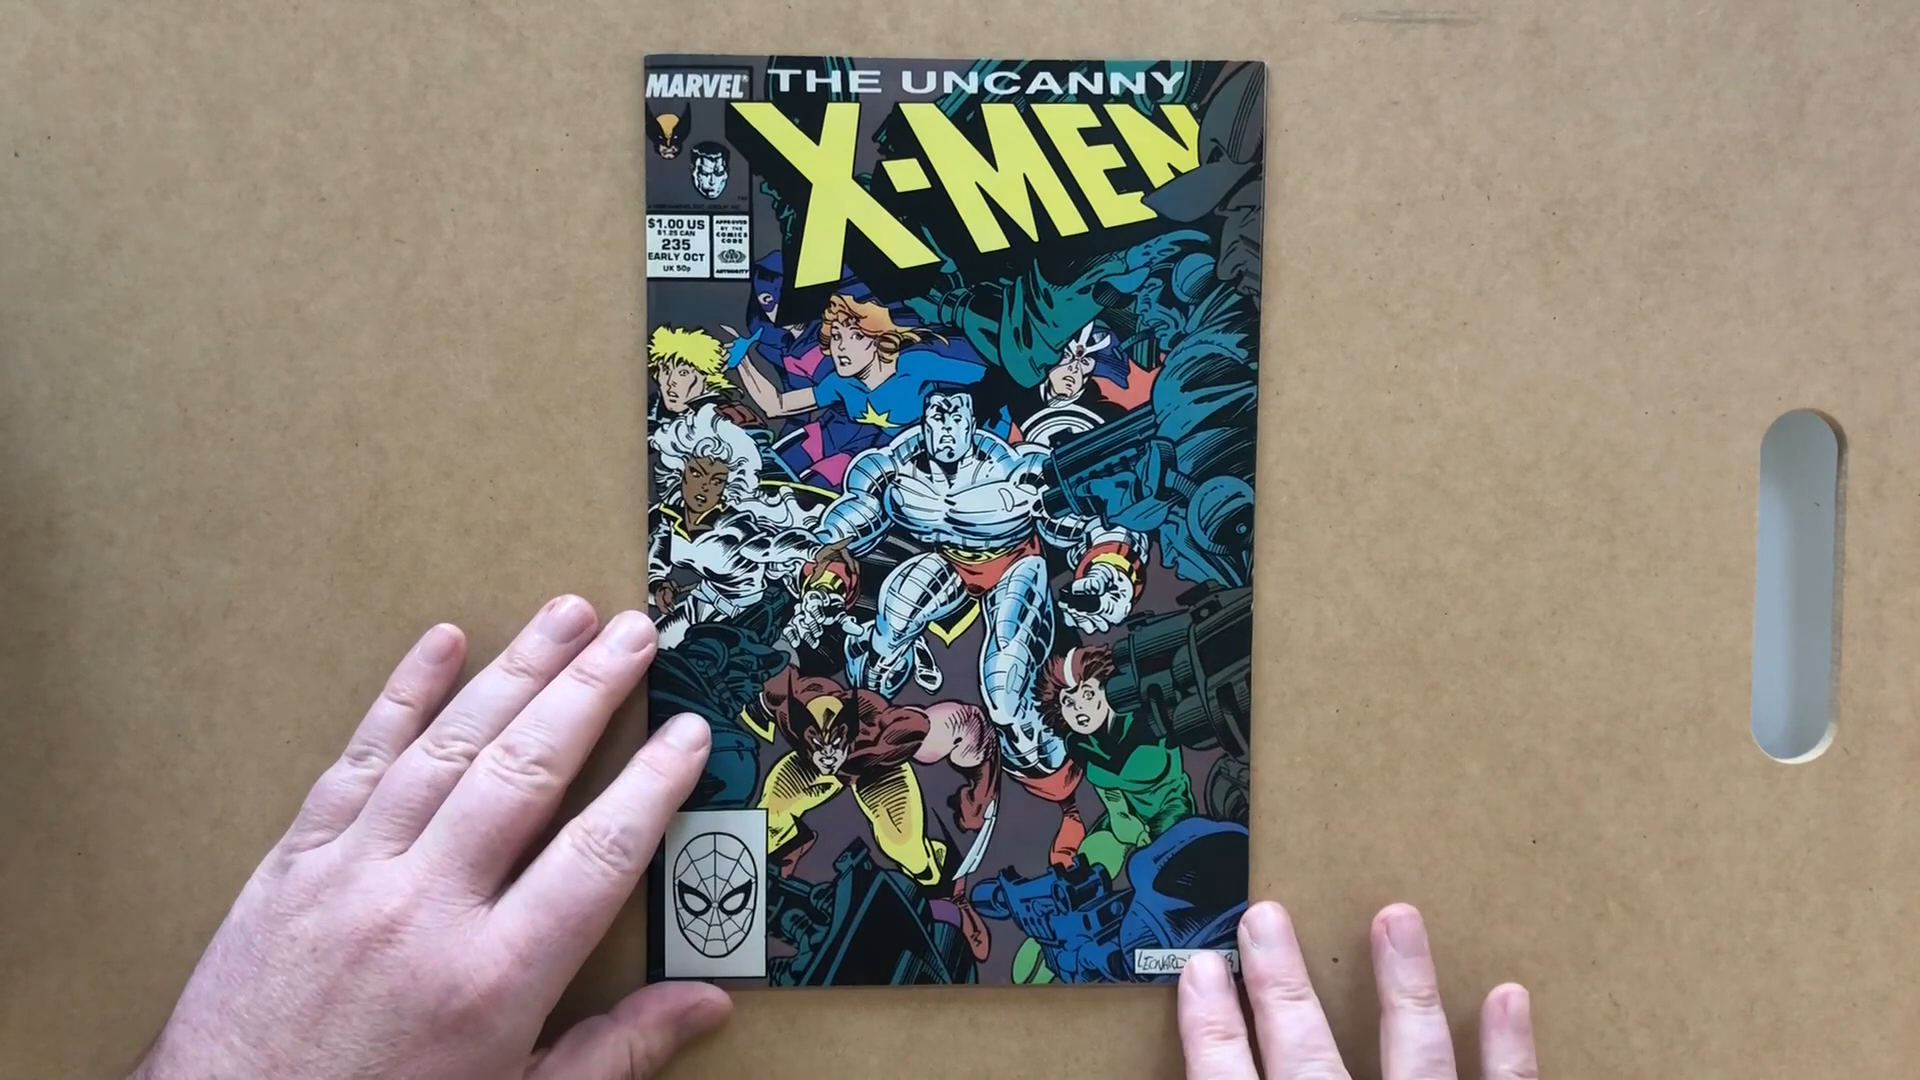 MARVEL®
THE UNCANNY
X-MEN
TM
$1.00 US
$1.25 CAN
235
EARLY OCT
UK 50p
APPROVED
BY THE
COMICS
CODE
AUTHORITY